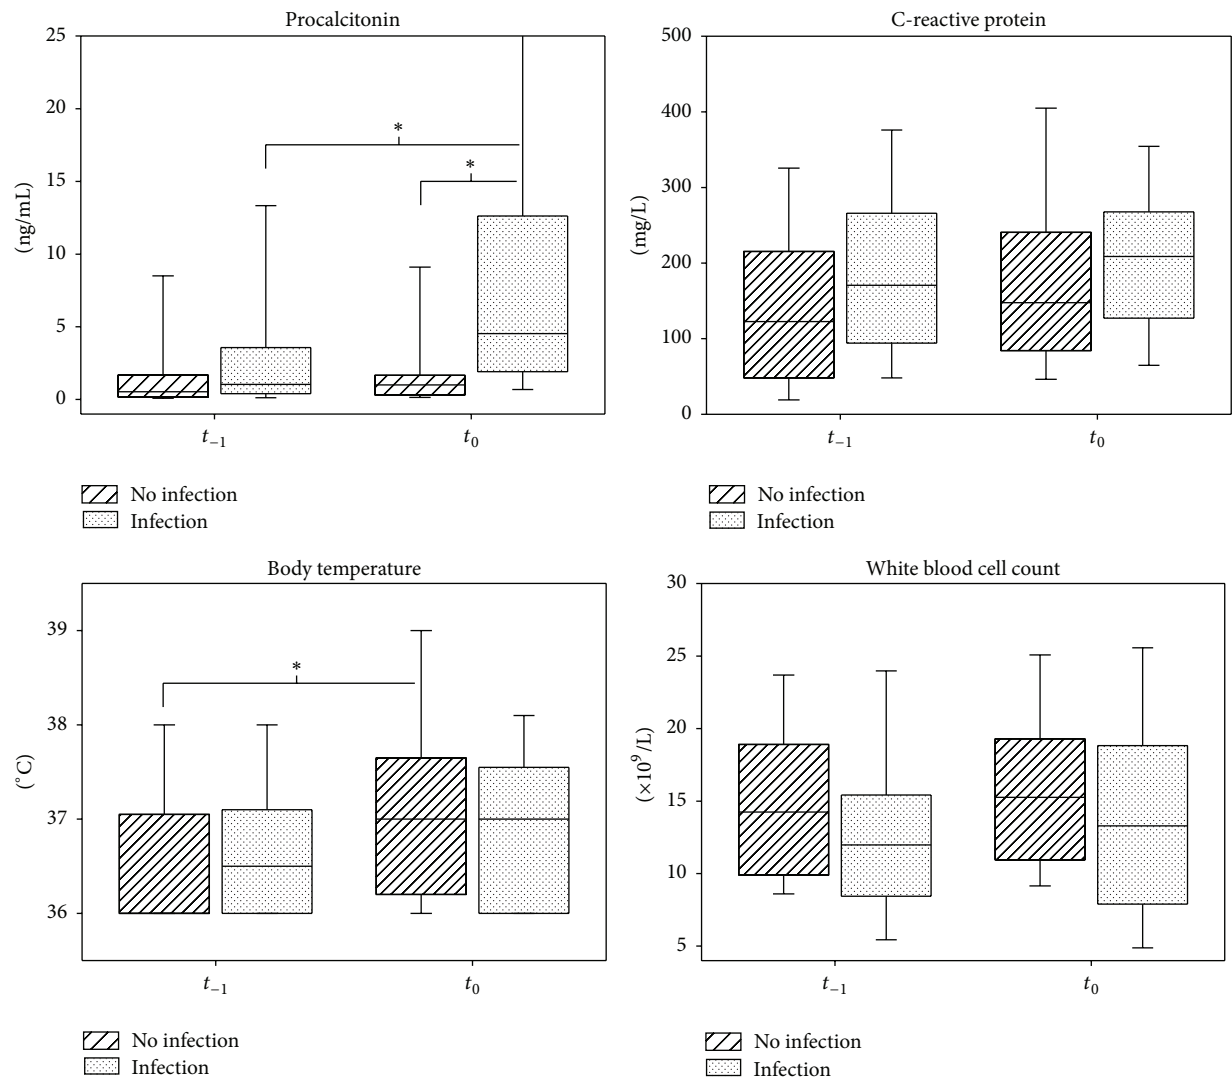 Procalcitonin
25
20
15
10
5
0
(ng/mL)
*
*
t₋₁
t₀
No infection
Infection
C-reactive protein
500
400
300
200
100
0
(mg/L)
t₋₁
t₀
No infection
Infection
Body temperature
39
38
37
36
(°C)
*
t₋₁
t₀
No infection
Infection
White blood cell count
30
25
20
15
10
5
(×10⁹/L)
t₋₁
t₀
No infection
Infection